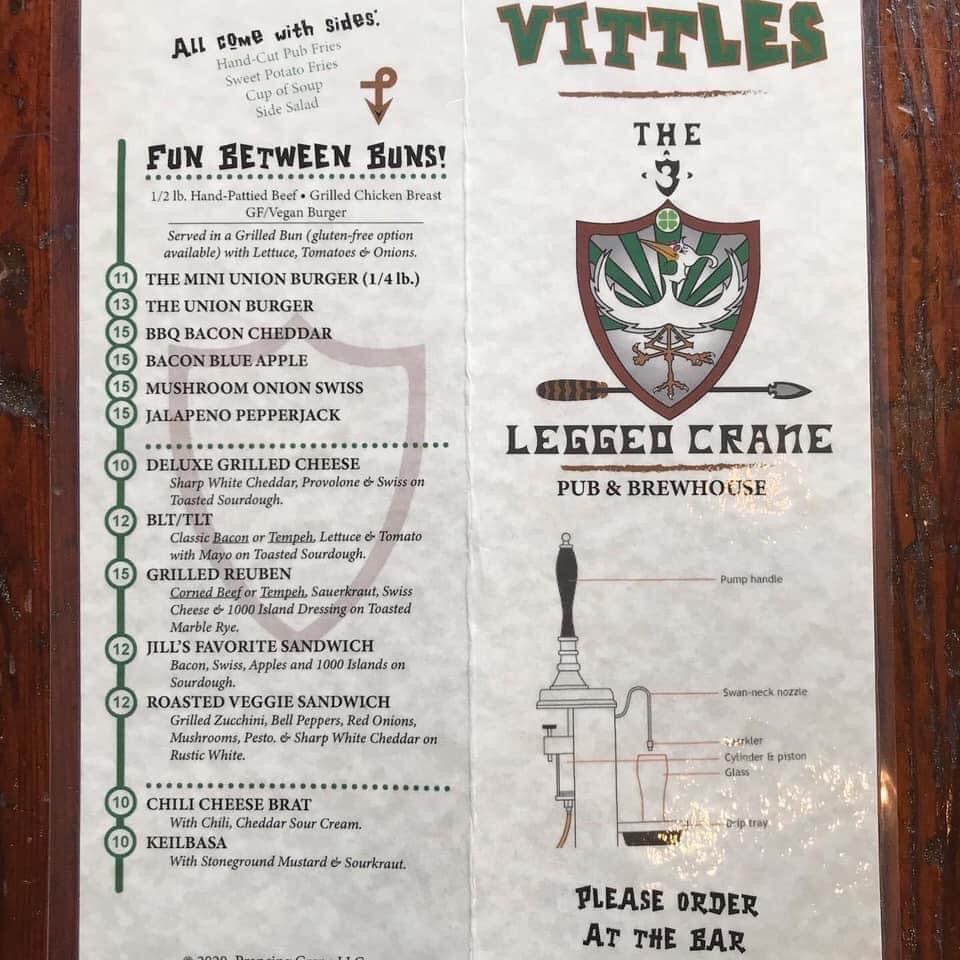 All come with sides:
Hand-Cut Pub Fries
Sweet Potato Fries
Cup of Soup
Side Salad
FUN BETWEEN BUNS!
1/2 lb. Hand-Pattied Beef • Grilled Chicken Breast
GF/Vegan Burger
Served in a Grilled Bun (gluten-free option
available) with Lettuce, Tomatoes & Onions.
11 THE MINI UNION BURGER (1/4 lb.)
13 THE UNION BURGER
15 BBQ BACON CHEDDAR
15 BACON BLUE APPLE
15 MUSHROOM ONION SWISS
15 JALAPENO PEPPERJACK
10 DELUXE GRILLED CHEESE
Sharp White Cheddar, Provolone & Swiss on
Toasted Sourdough.
12 BLT/TLT
Classic Bacon or Tempeh, Lettuce & Tomato
with Mayo on Toasted Sourdough.
15 GRILLED REUBEN
Corned Beef or Tempeh, Sauerkraut, Swiss
Cheese & 1000 Island Dressing on Toasted
Marble Rye.
12 JILL'S FAVORITE SANDWICH
Bacon, Swiss, Apples and 1000 Islands on
Sourdough.
12 ROASTED VEGGIE SANDWICH
Grilled Zucchini, Bell Peppers, Red Onions,
Mushrooms, Pesto. & Sharp White Cheddar on
Rustic White.
10 CHILI CHEESE BRAT
With Chili, Cheddar Sour Cream.
10 KEILBASA
With Stoneground Mustard & Sourkraut.
VITTLES
THE
3
LEGGED CRANE
PUB & BREWHOUSE
Pump handle
Swan-neck nozzle
Cylinder & piston
Glass
Drip tray
PLEASE ORDER
AT THE BAR